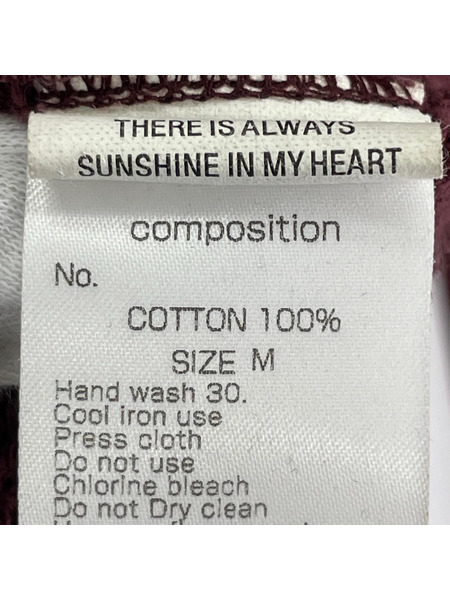 THERE IS ALWAYS
SUNSHINE IN MY HEART
composition
No.
COTTON 100%
SIZE M
Hand wash 30.
Cool iron use
Press cloth
Do not use
Chlorine bleach
Do not Dry clean